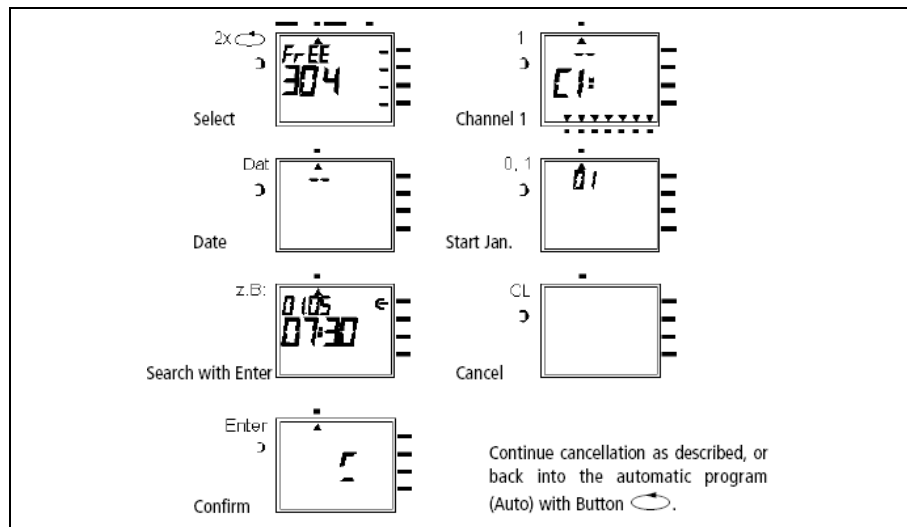 2x
FrEE
304
Select
1
--
C1:
Channel 1
Dat
--
Date
0, 1
01
Start Jan.
z.B:
01.05
07:30
Search with Enter
CL
Cancel
Enter
Confirm
Continue cancellation as described, or
back into the automatic program
(Auto) with Button .